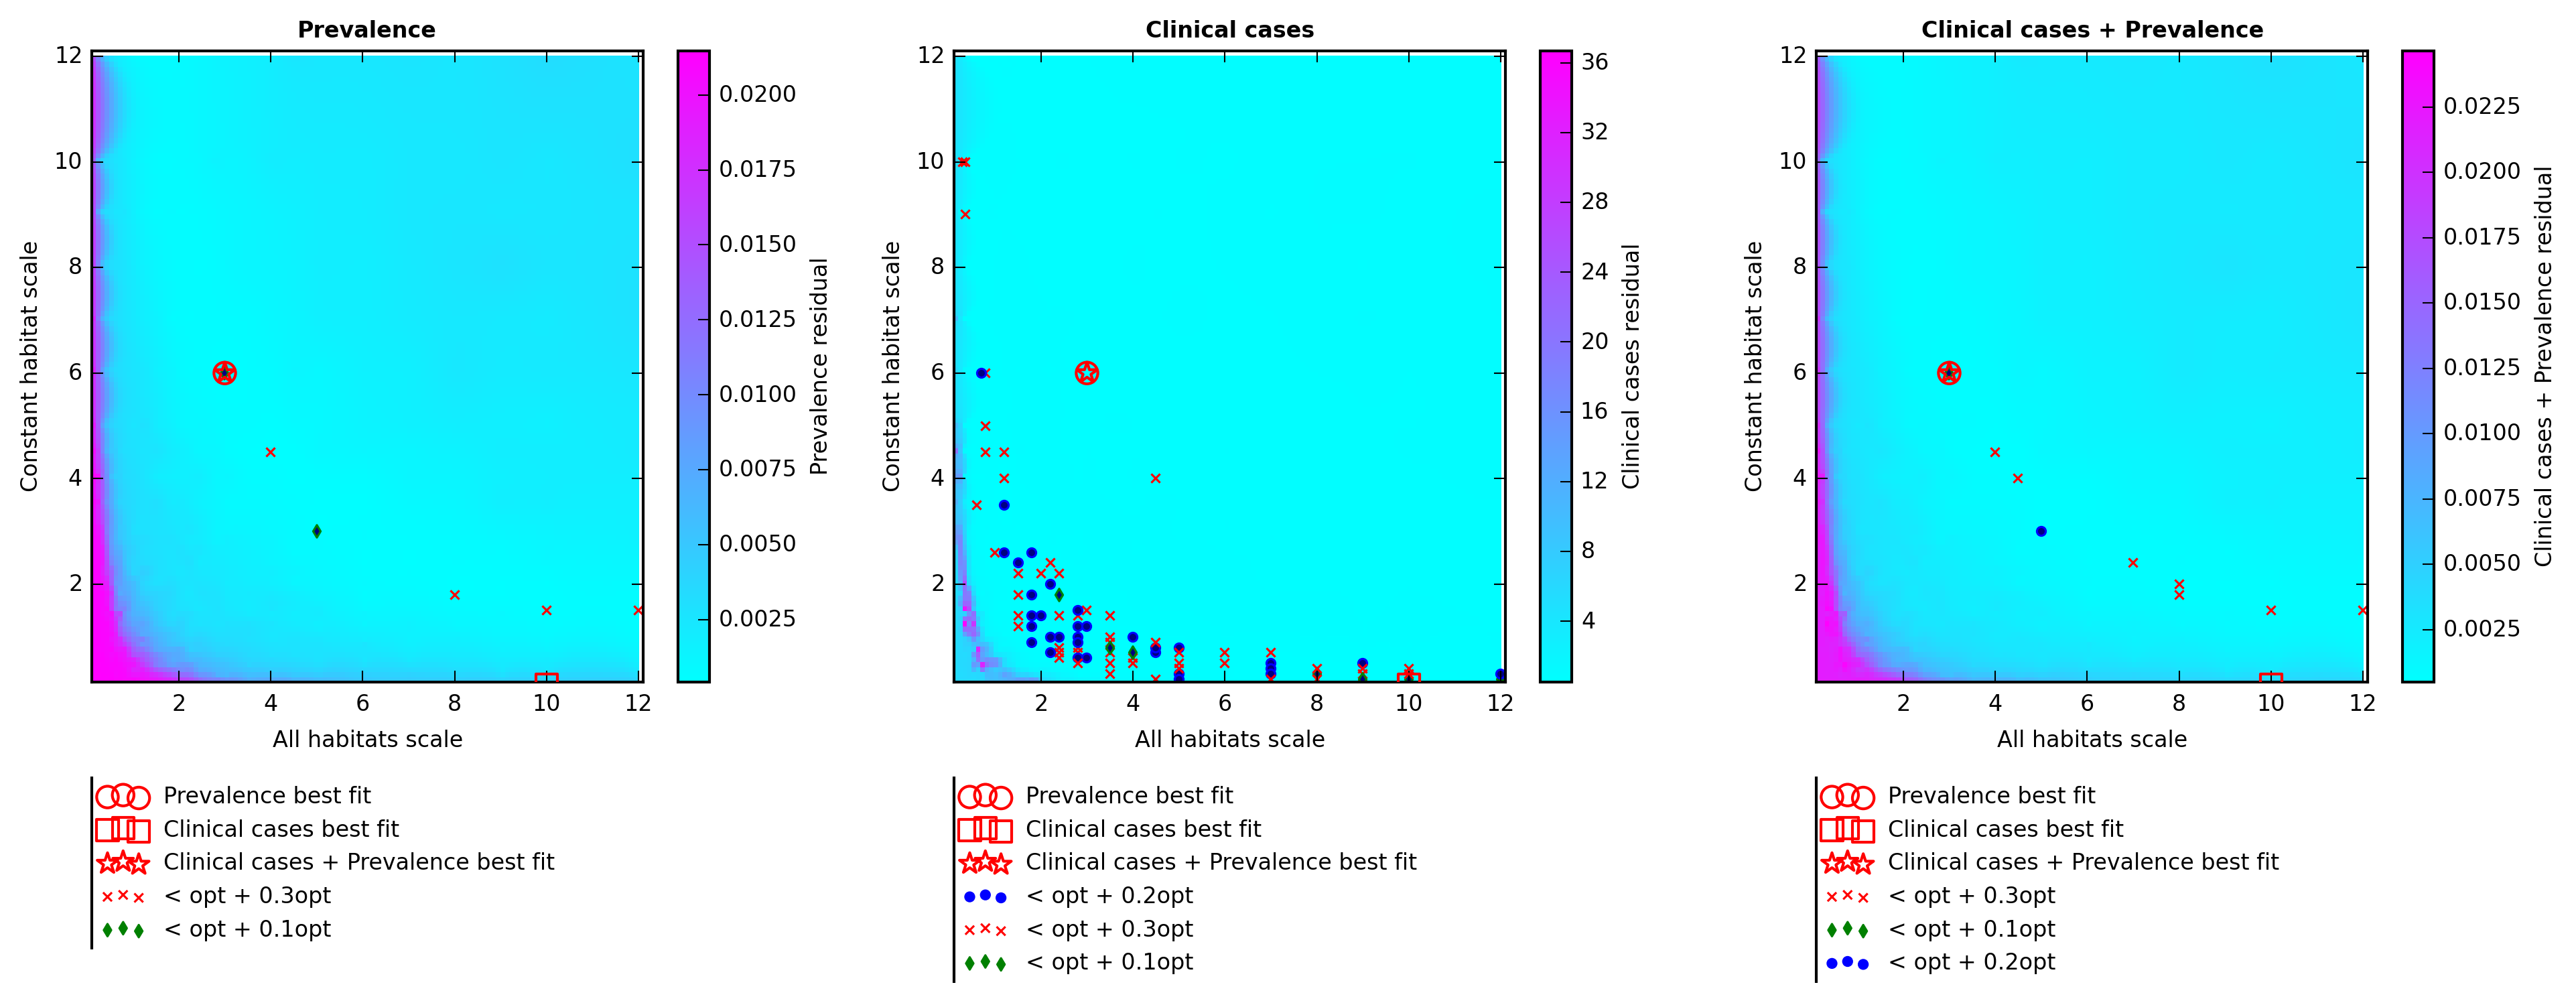 Prevalence
12
10
8
6
4
2
2 4 6 8 10 12
Constant habitat scale
All habitats scale
0.0200
0.0175
0.0150
0.0125
0.0100
0.0075
0.0050
0.0025
Prevalence residual
Prevalence best fit
Clinical cases best fit
Clinical cases + Prevalence best fit
< opt + 0.3opt
< opt + 0.1opt
Clinical cases
12
10
8
6
4
2
2 4 6 8 10 12
Constant habitat scale
All habitats scale
36
32
28
24
20
16
12
8
4
Clinical cases residual
Prevalence best fit
Clinical cases best fit
Clinical cases + Prevalence best fit
< opt + 0.2opt
< opt + 0.3opt
< opt + 0.1opt
Clinical cases + Prevalence
12
10
8
6
4
2
2 4 6 8 10 12
Constant habitat scale
All habitats scale
0.0225
0.0200
0.0175
0.0150
0.0125
0.0100
0.0075
0.0050
0.0025
Clinical cases + Prevalence residual
Prevalence best fit
Clinical cases best fit
Clinical cases + Prevalence best fit
< opt + 0.3opt
< opt + 0.1opt
< opt + 0.2opt